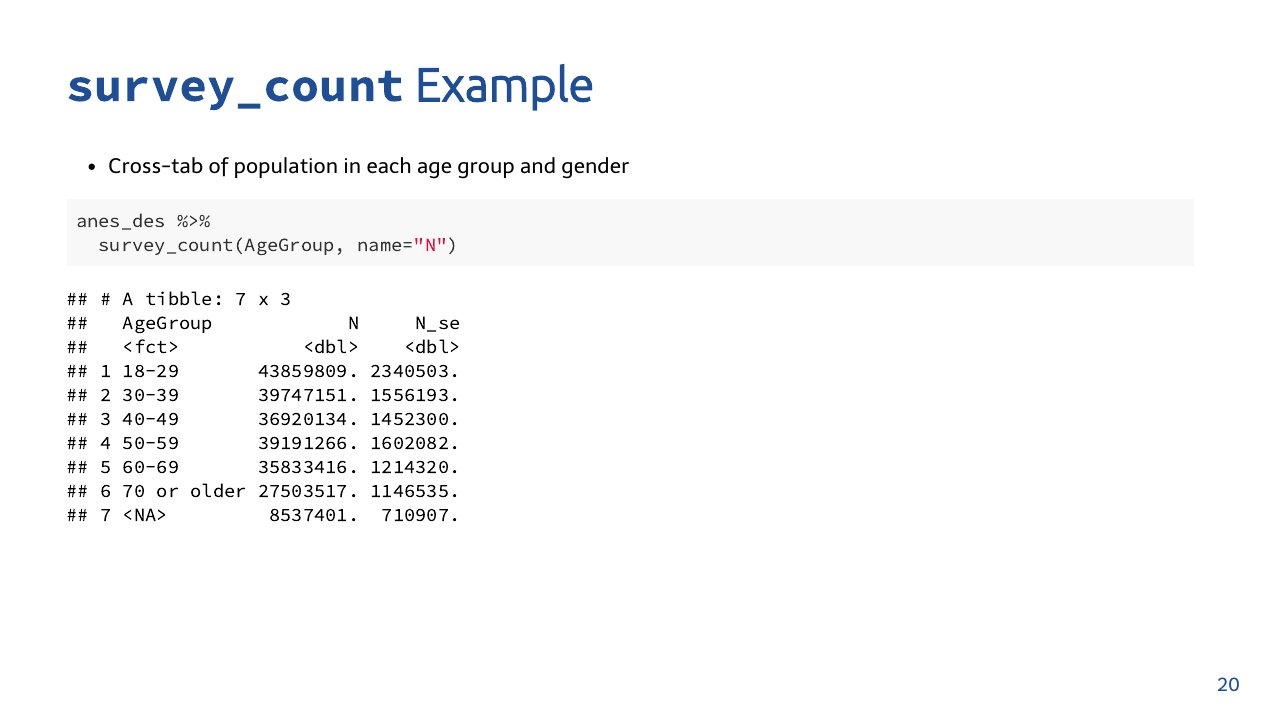 survey_count Example
• Cross-tab of population in each age group and gender
anes_des %>%
  survey_count(AgeGroup, name="N")
## # A tibble: 7 x 3
##   AgeGroup            N     N_se
##   <fct>           <dbl>    <dbl>
## 1 18-29       43859809. 2340503.
## 2 30-39       39747151. 1556193.
## 3 40-49       36920134. 1452300.
## 4 50-59       39191266. 1602082.
## 5 60-69       35833416. 1214320.
## 6 70 or older 27503517. 1146535.
## 7 <NA>         8537401.  710907.
20